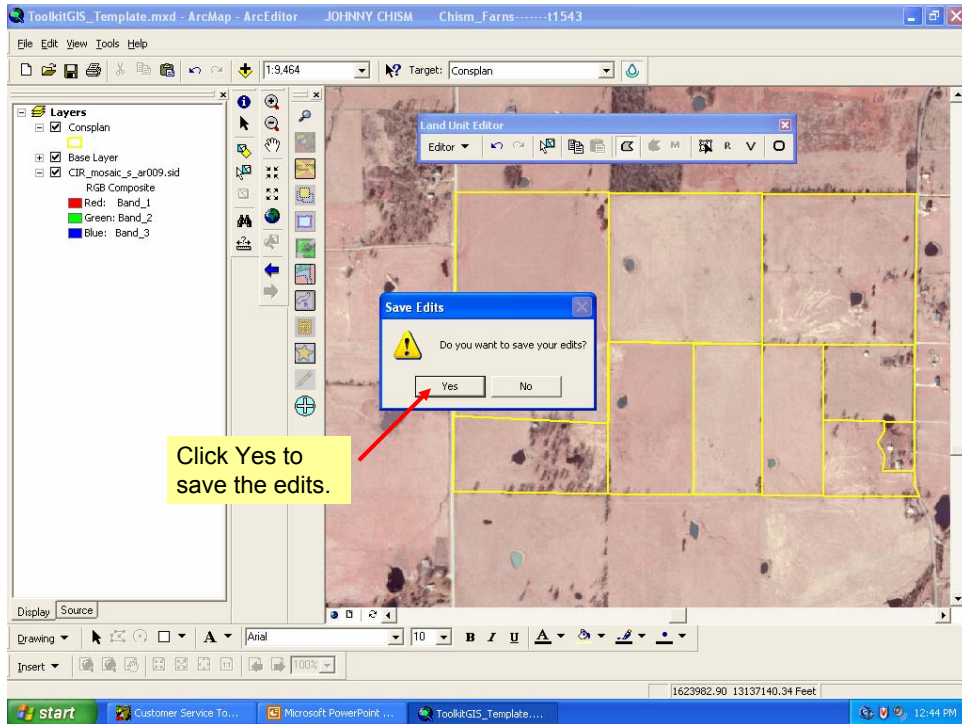 ToolkitGIS_Template.mxd - ArcMap - ArcEditor JOHNNY CHISM Chism_Farns-------t1543
File Edit View Tools Help
1:9,464 Target: Consplan
Layers
Consplan
Base Layer
CIR_mosaic_s_ar009.sid
RGB Composite
Red: Band_1
Green: Band_2
Blue: Band_3
Land Unit Editor
Editor M R V
Save Edits
Do you want to save your edits?
Yes No
Click Yes to
save the edits.
Display Source
Drawing A Arial 10 B I U A
Insert 100%
1623982.90 13137140.34 Feet
start Customer Service To... Microsoft PowerPoint ... ToolkitGIS_Template.... 12:44 PM